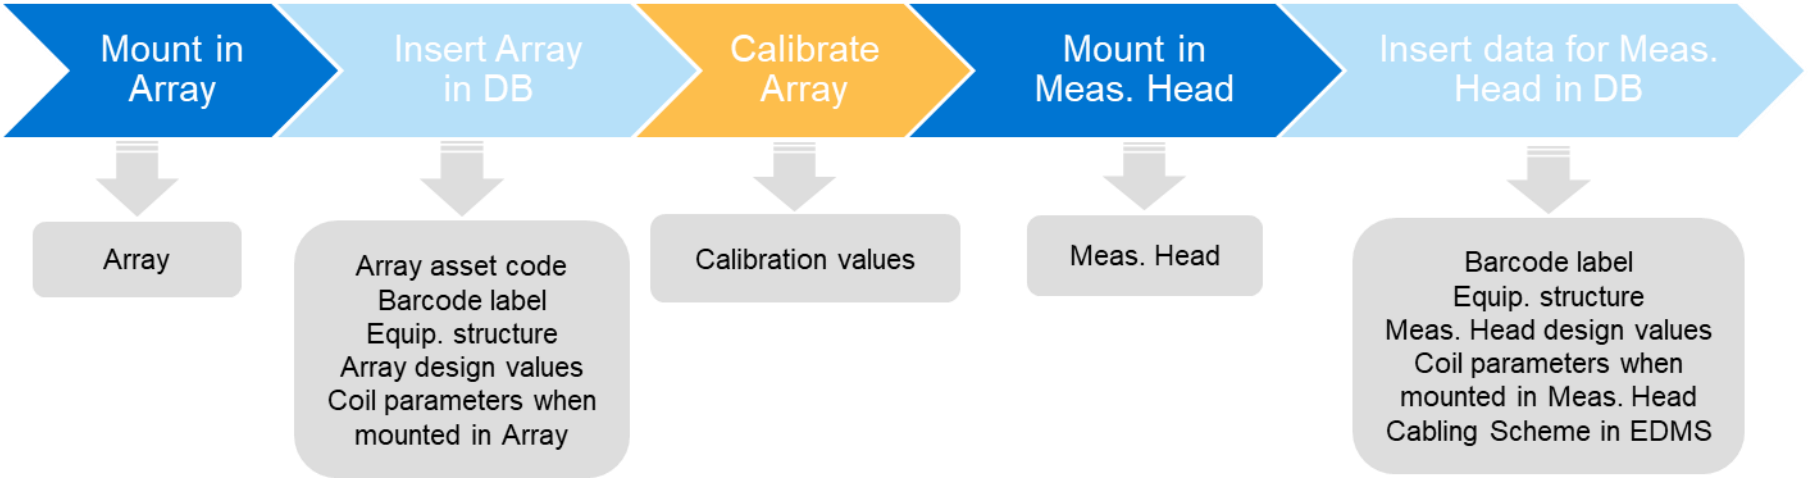 Mount in
Array
Insert Array
in DB
Calibrate
Array
Mount in
Meas. Head
Insert data for Meas.
Head in DB
Array
Array asset code
Barcode label
Equip. structure
Array design values
Coil parameters when
mounted in Array
Calibration values
Meas. Head
Barcode label
Equip. structure
Meas. Head design values
Coil parameters when
mounted in Meas. Head
Cabling Scheme in EDMS